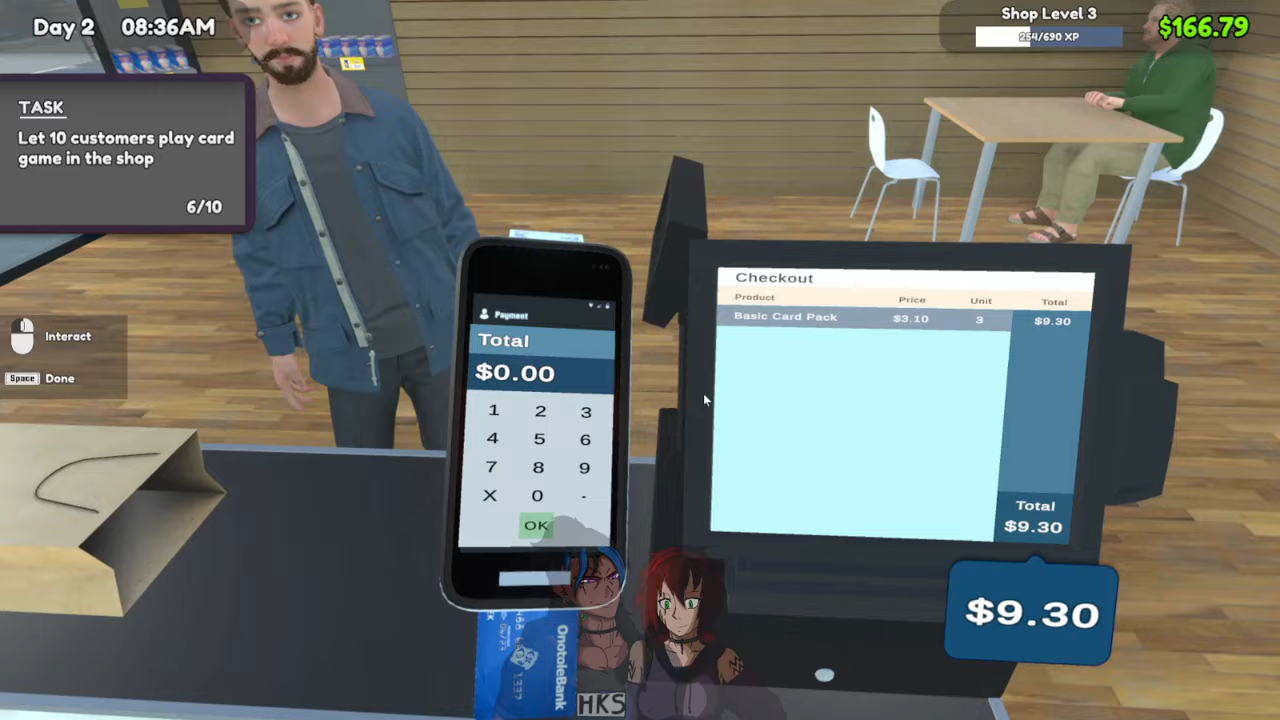 Day 2 08:36AM
Shop Level 3
254/690 XP
$166.79
TASK
Let 10 customers play card
game in the shop
6/10
Interact
Space Done
Payment
Total
$0.00
1 2 3
4 5 6
7 8 9
X 0 .
OK
Checkout
Product Price Unit Total
Basic Card Pack $3.10 3 $9.30
Total
$9.30
$9.30
OnotoleBank
1337
HKS